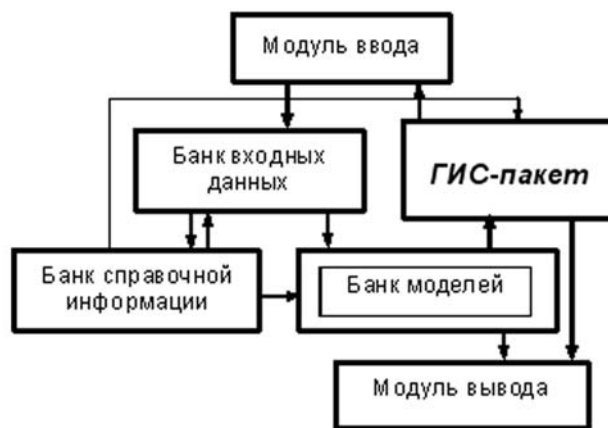 Модуль ввода
Банк входных
данных
ГИС-пакет
Банк справочной
информации
Банк моделей
Модуль вывода